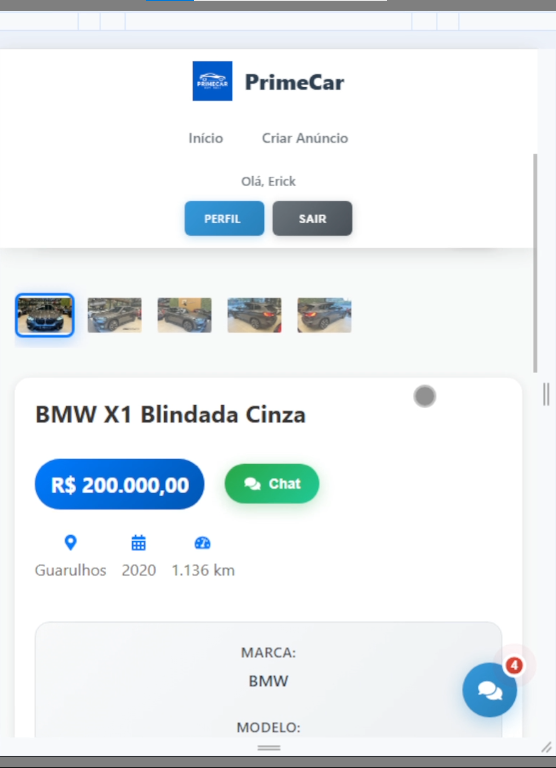 PRIMECAR
PrimeCar
Início Criar Anúncio
Olá, Erick
PERFIL SAIR
BMW X1 Blindada Cinza
R$ 200.000,00 Chat
Guarulhos 2020 1.136 km
MARCA:
BMW
4
MODELO: